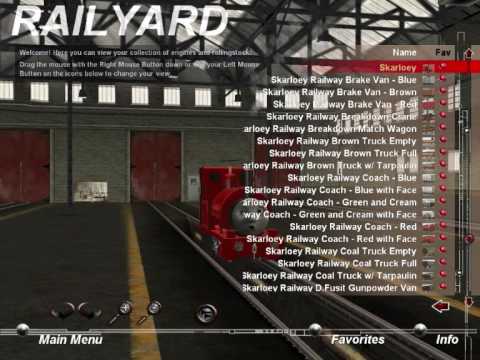 RAILYARD
Welcome! Here you can view your collection of engines and rollingstock.
Drag the mouse with the Right Mouse Button down or use your Left Mouse
Button on the icons below to change your view.
Name Fav
Skarloey
Skarloey Railway Brake Van - Blue
Skarloey Railway Brake Van - Brown
Skarloey Railway Brake Van - Red
Skarloey Railway Breakdown Crane
arloey Railway Breakdown Match Wagon
Skarloey Railway Brown Truck Empty
Skarloey Railway Brown Truck Full
arloey Railway Brown Truck w/ Tarpaulin
Skarloey Railway Coach - Blue
Skarloey Railway Coach - Blue with Face
arloey Railway Coach - Green and Cream
way Coach - Green and Cream with Face
Skarloey Railway Coach - Red
Skarloey Railway Coach - Red with Face
Skarloey Railway Coal Truck Empty
Skarloey Railway Coal Truck Full
Skarloey Railway Coal Truck w/ Tarpaulin
Skarloey Railway D.Fusit Gunpowder Van
Main Menu Favorites Info